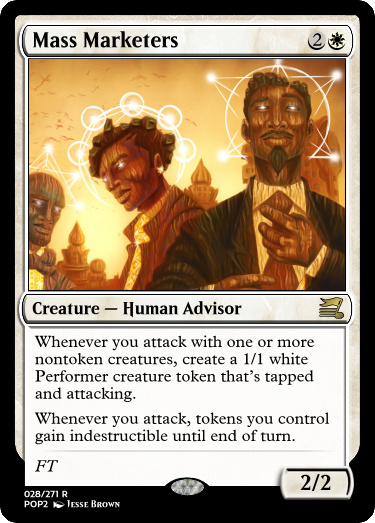 Mass Marketers 2
Creature — Human Advisor
Whenever you attack with one or more
nontoken creatures, create a 1/1 white
Performer creature token that's tapped
and attacking.
Whenever you attack, tokens you control
gain indestructible until end of turn.
FT
2/2
028/271 R
POP2 Jesse Brown